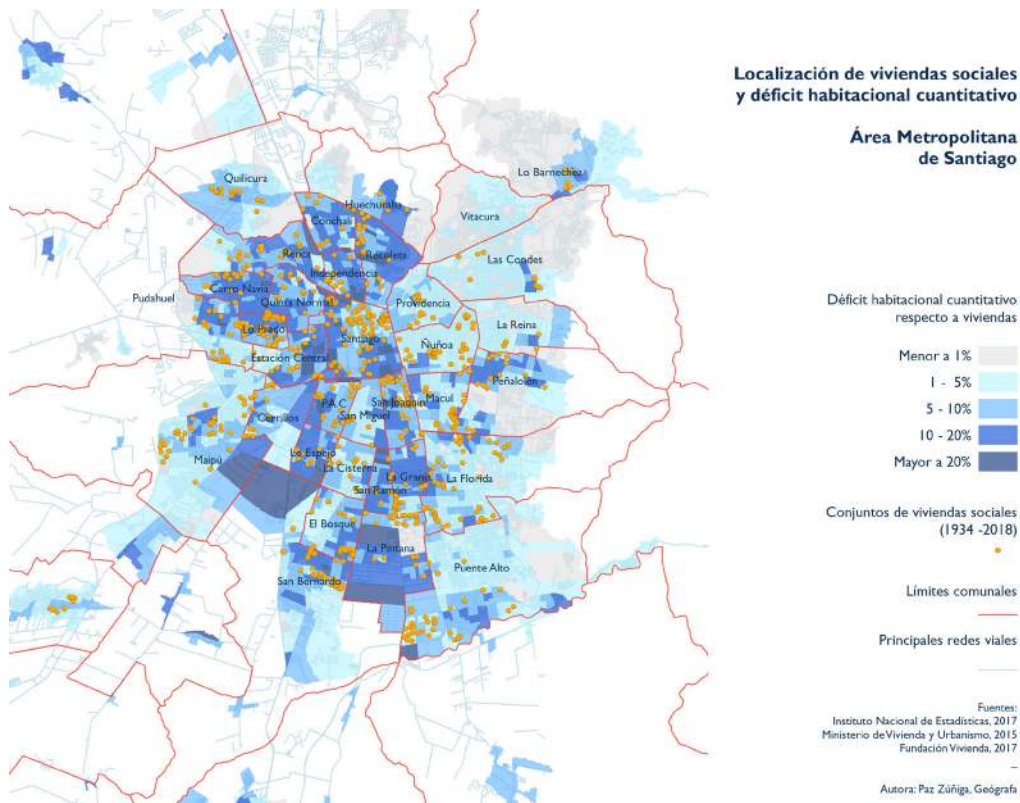 Localización de viviendas sociales
y déficit habitacional cuantitativo
Área Metropolitana
de Santiago
Lo Barnechea
Quilicura
Huechuraba
Vitacura
Conchalí
Las Condes
Renca
Recoleta
Independencia
Cerro Navia
Pudahuel
Quinta Normal
Providencia
La Reina
Lo Prado
Santiago
Ñuñoa
Estación Central
Peñalolén
P.A.C
San Joaquín
Macul
Cerrillos
San Miguel
Maipú
Lo Espejo
La Cisterna
La Granja
La Florida
San Ramón
El Bosque
La Pintana
Puente Alto
San Bernardo
Déficit habitacional cuantitativo
respecto a viviendas
Menor a 1%
1 - 5%
5 - 10%
10 - 20%
Mayor a 20%
Conjuntos de viviendas sociales
(1934 -2018)
Límites comunales
Principales redes viales
Fuentes:
Instituto Nacional de Estadísticas, 2017
Ministerio de Vivienda y Urbanismo, 2015
Fundación Vivienda, 2017
–
Autora: Paz Zúñiga, Geógrafa